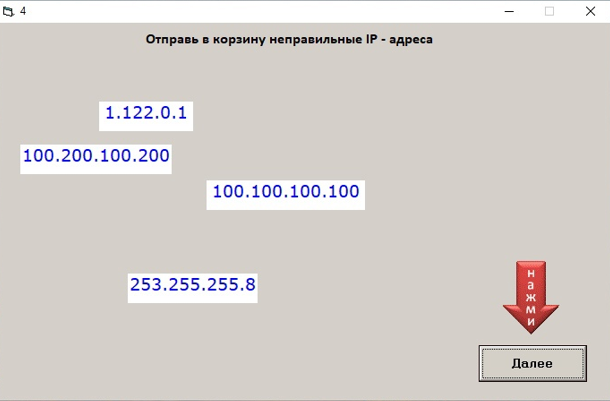 4
Отправь в корзину неправильные IP - адреса
1.122.0.1
100.200.100.200
100.100.100.100
253.255.255.8
нажми
Далее